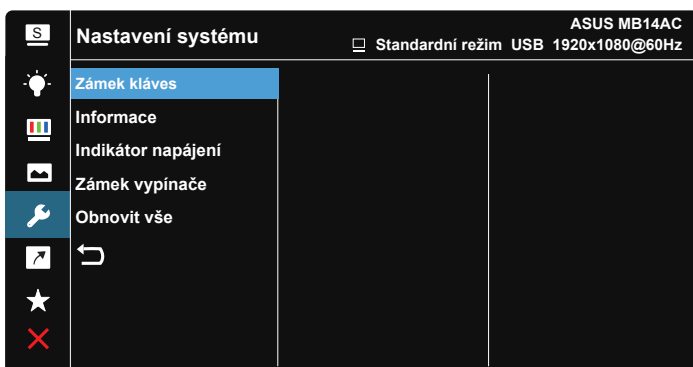 S
Nastavení systému
ASUS MB14AC
Standardní režim USB 1920x1080@60Hz
Zámek kláves
Informace
Indikátor napájení
Zámek vypínače
Obnovit vše